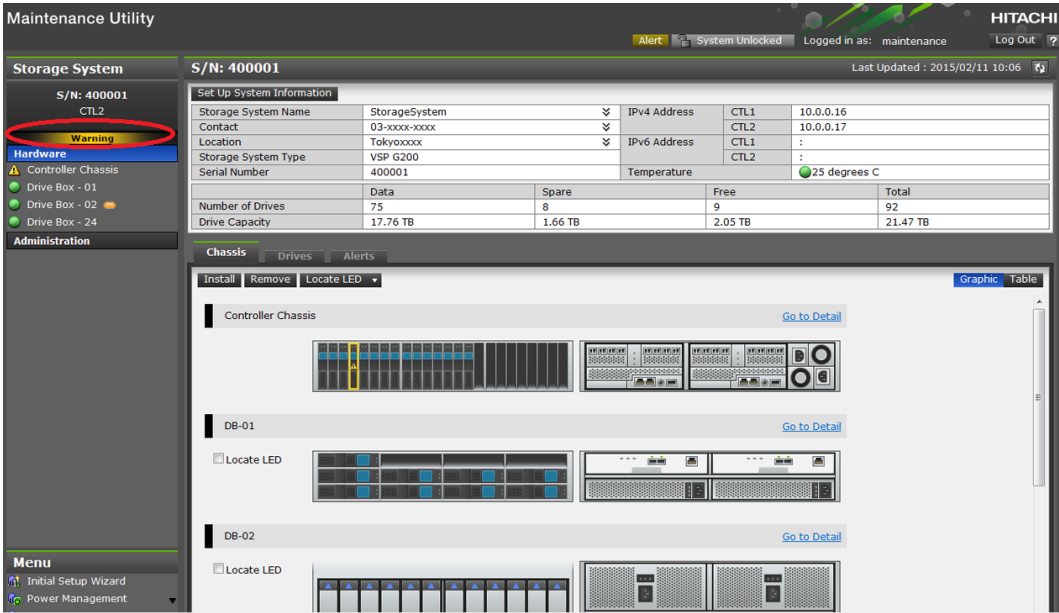 Maintenance Utility
HITACHI
Alert System Unlocked Logged in as: maintenance Log Out ?
Storage System
S/N: 400001
CTL2
Warning
Hardware
Controller Chassis
Drive Box - 01
Drive Box - 02
Drive Box - 24
Administration
Menu
Initial Setup Wizard
Power Management
S/N: 400001 Last Updated : 2015/02/11 10:06
Set Up System Information
Storage System Name StorageSystem IPv4 Address CTL1 10.0.0.16
Contact 03-xxxx-xxxx CTL2 10.0.0.17
Location Tokyoxxxx IPv6 Address CTL1 :
Storage System Type VSP G200 CTL2 :
Serial Number 400001 Temperature 25 degrees C
Data Spare Free Total
Number of Drives 75 8 9 92
Drive Capacity 17.76 TB 1.66 TB 2.05 TB 21.47 TB
Chassis Drives Alerts
Install Remove Locate LED Graphic Table
Controller Chassis Go to Detail
DB-01 Go to Detail
Locate LED
DB-02 Go to Detail
Locate LED